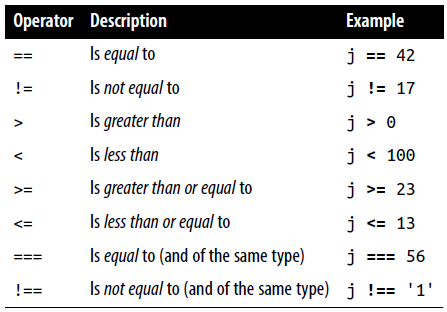 Operator Description Example
== Is equal to j == 42
!= Is not equal to j != 17
> Is greater than j > 0
< Is less than j < 100
>= Is greater than or equal to j >= 23
<= Is less than or equal to j <= 13
=== Is equal to (and of the same type) j === 56
!== Is not equal to (and of the same type) j !== '1'